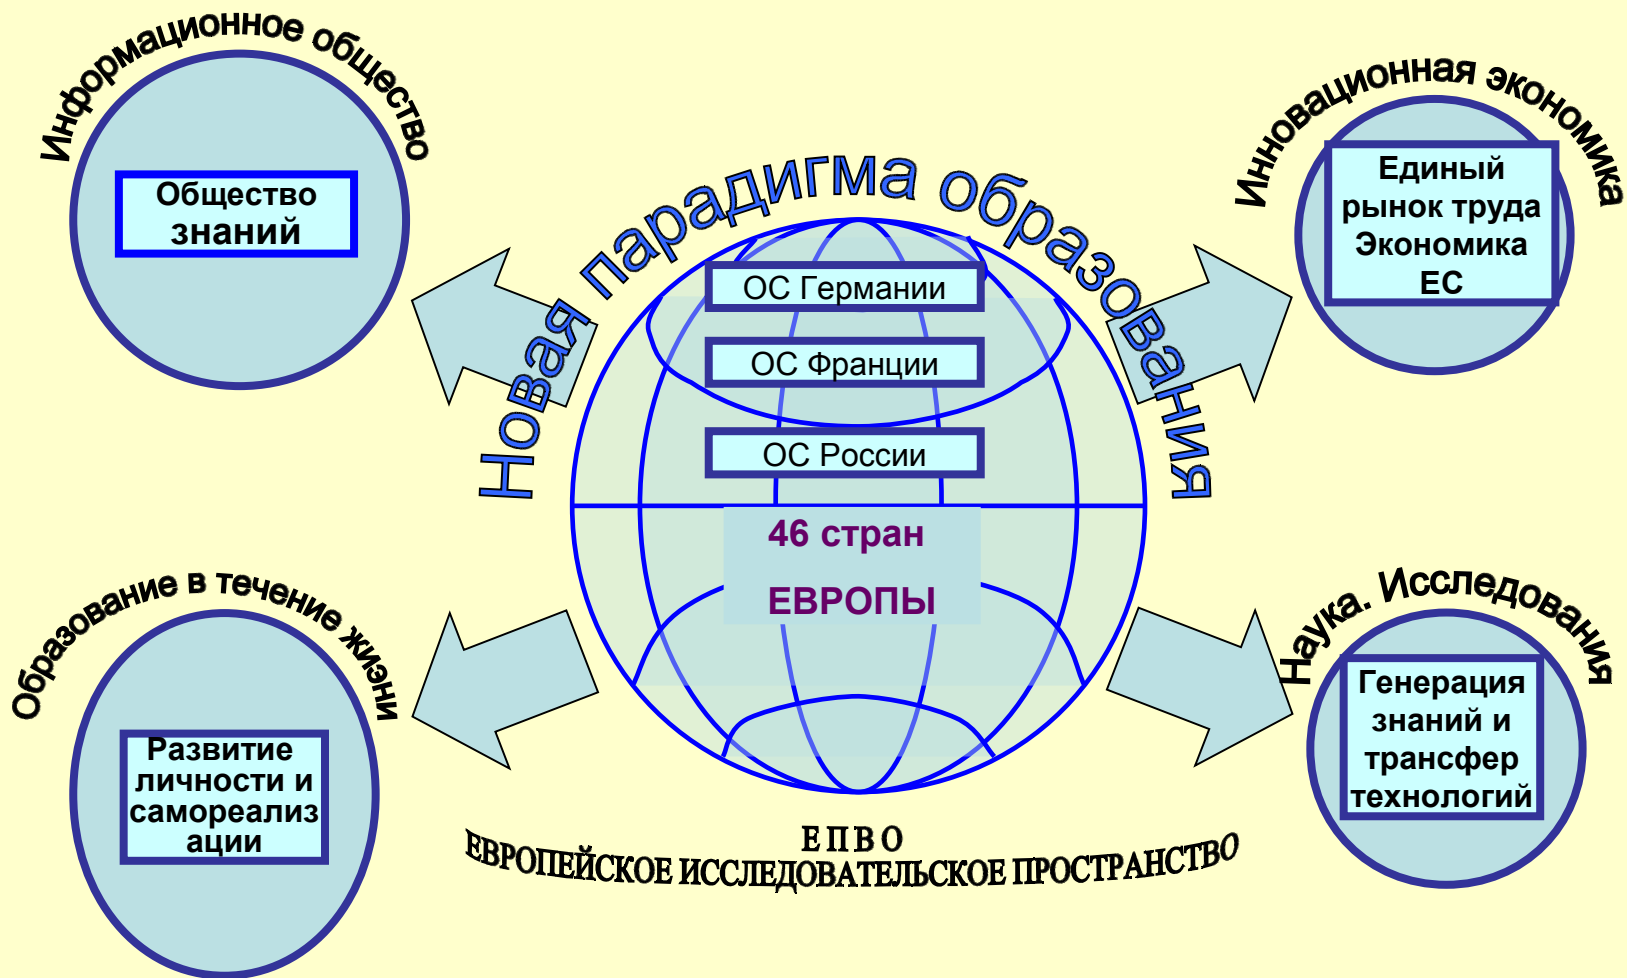 Информационное общество
Общество
знаний
Инновационная экономика
Единый
рынок труда
Экономика
ЕС
Новая парадигма образования
ОС Германии
ОС Франции
ОС России
46 стран
ЕВРОПЫ
Образование в течение жизни
Развитие
личности и
самореализ
ации
Наука. Исследования
Генерация
знаний и
трансфер
технологий
Е П В О
ЕВРОПЕЙСКОЕ ИССЛЕДОВАТЕЛЬСКОЕ ПРОСТРАНСТВО